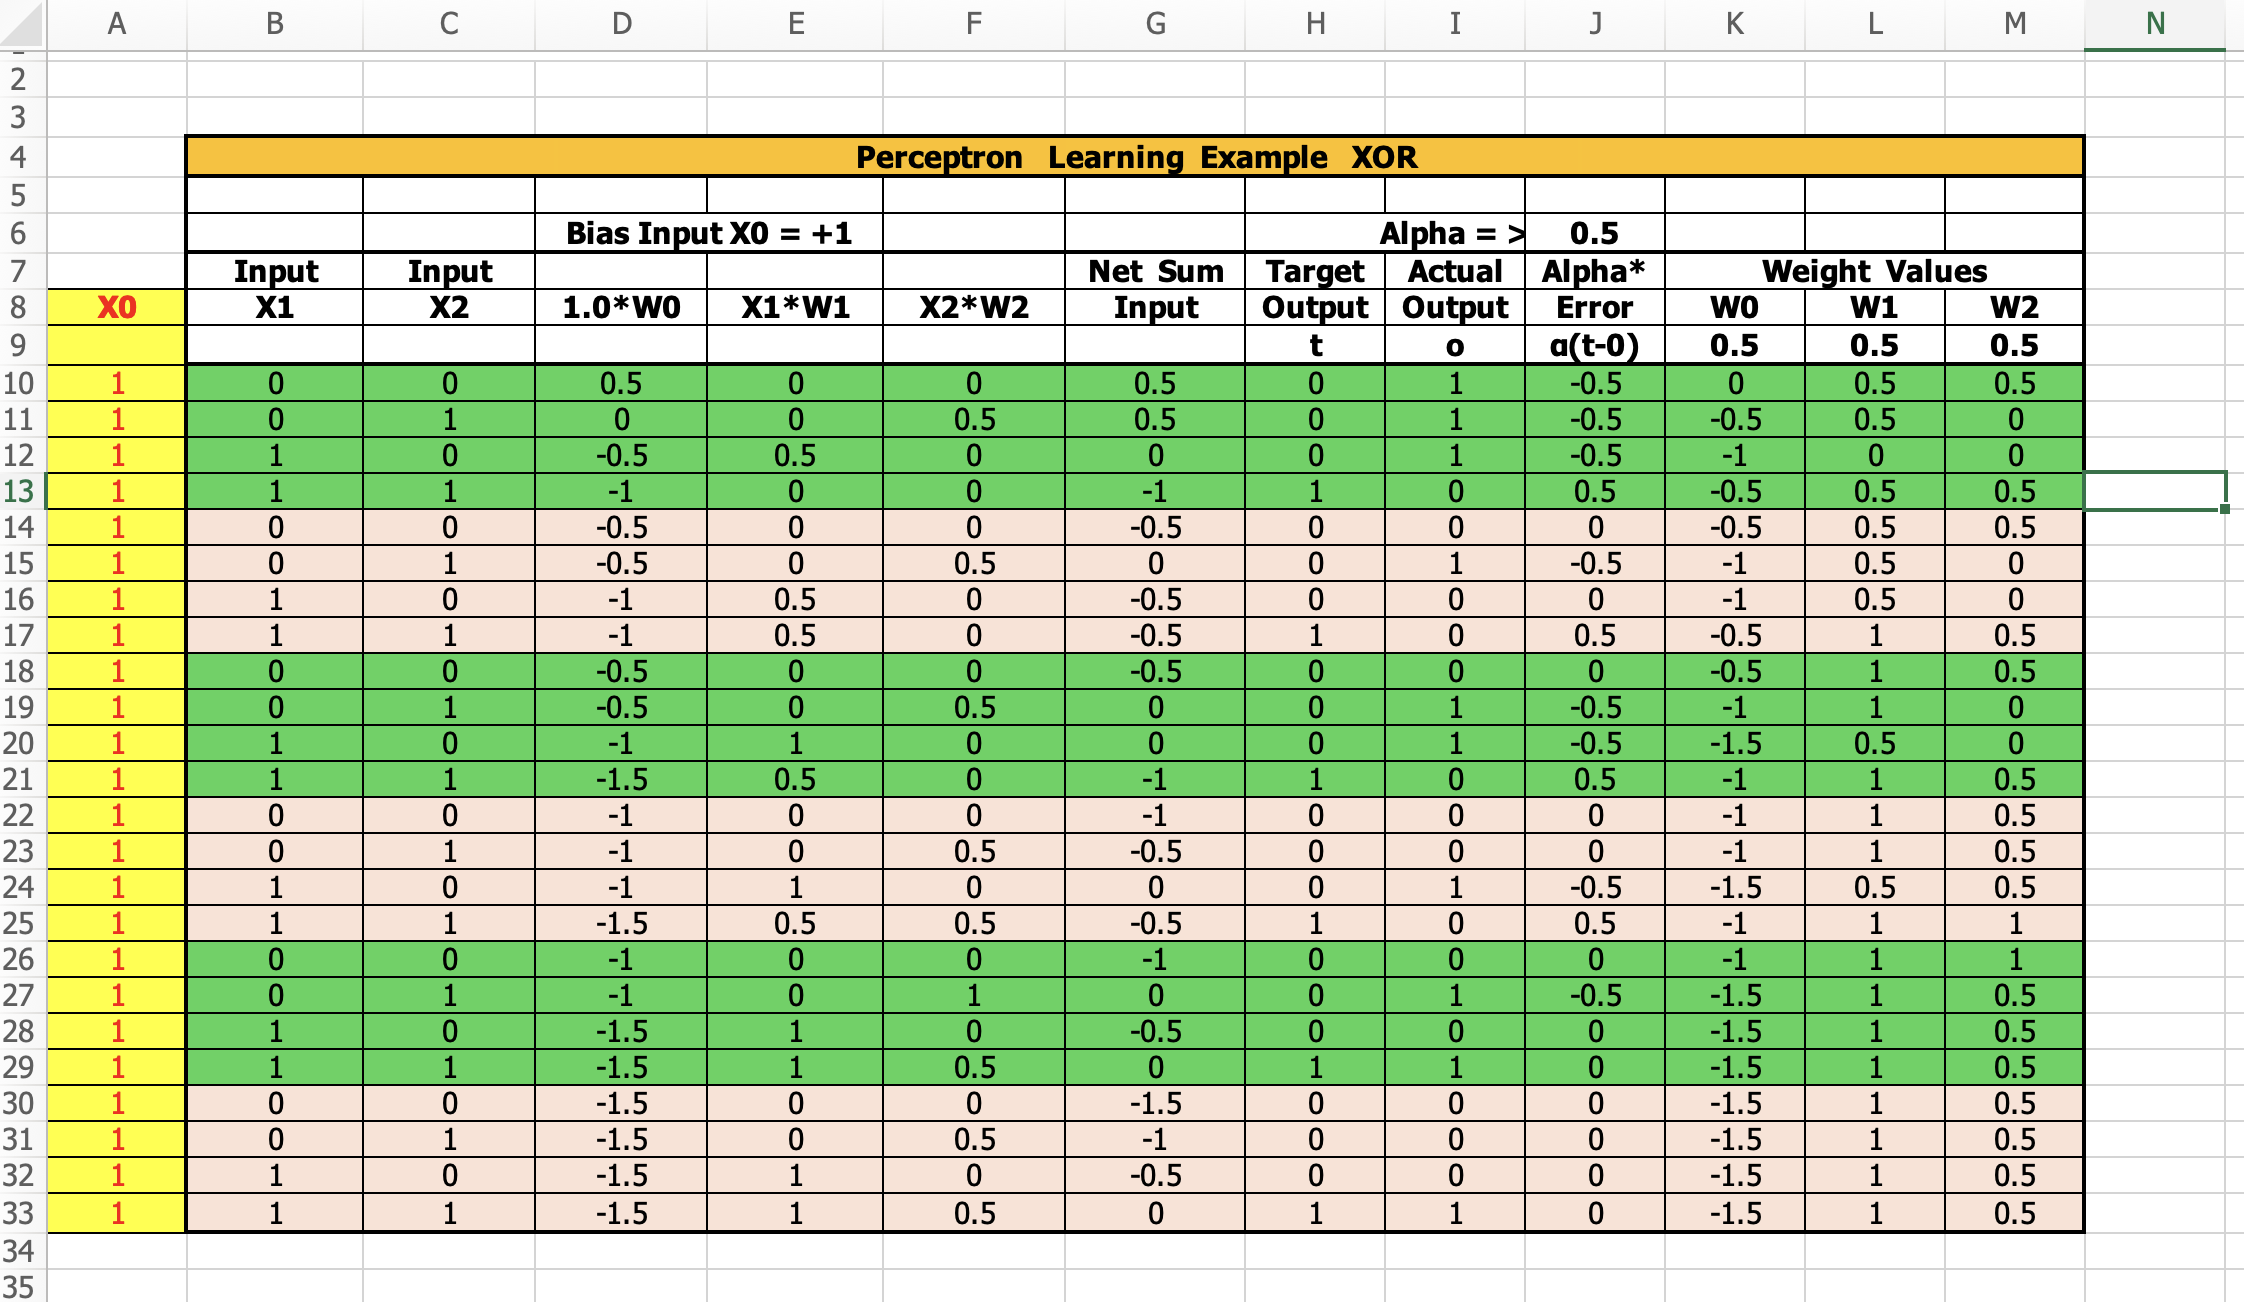 A B C D E F G H I J K L M N
2
3
4 Perceptron Learning Example XOR
5
6 Bias Input X0 = +1 Alpha = > 0.5
7 Input Input Net Sum Target Actual Alpha* Weight Values
8 X0 X1 X2 1.0*W0 X1*W1 X2*W2 Input Output Output Error W0 W1 W2
9 t o α(t-0) 0.5 0.5 0.5
10 1 0 0 0.5 0 0 0.5 0 1 -0.5 0 0.5 0.5
11 1 0 1 0 0 0.5 0.5 0 1 -0.5 -0.5 0.5 0
12 1 1 0 -0.5 0.5 0 0 0 1 -0.5 -1 0 0
13 1 1 1 -1 0 0 -1 1 0 0.5 -0.5 0.5 0.5
14 1 0 0 -0.5 0 0 -0.5 0 0 0 -0.5 0.5 0.5
15 1 0 1 -0.5 0 0.5 0 0 1 -0.5 -1 0.5 0
16 1 1 0 -1 0.5 0 -0.5 0 0 0 -1 0.5 0
17 1 1 1 -1 0.5 0 -0.5 1 0 0.5 -0.5 1 0.5
18 1 0 0 -0.5 0 0 -0.5 0 0 0 -0.5 1 0.5
19 1 0 1 -0.5 0 0.5 0 0 1 -0.5 -1 1 0
20 1 1 0 -1 1 0 0 0 1 -0.5 -1.5 0.5 0
21 1 1 1 -1.5 0.5 0 -1 1 0 0.5 -1 1 0.5
22 1 0 0 -1 0 0 -1 0 0 0 -1 1 0.5
23 1 0 1 -1 0 0.5 -0.5 0 0 0 -1 1 0.5
24 1 1 0 -1 1 0 0 0 1 -0.5 -1.5 0.5 0.5
25 1 1 1 -1.5 0.5 0.5 -0.5 1 0 0.5 -1 1 1
26 1 0 0 -1 0 0 -1 0 0 0 -1 1 1
27 1 0 1 -1 0 1 0 0 1 -0.5 -1.5 1 0.5
28 1 1 0 -1.5 1 0 -0.5 0 0 0 -1.5 1 0.5
29 1 1 1 -1.5 1 0.5 0 1 1 0 -1.5 1 0.5
30 1 0 0 -1.5 0 0 -1.5 0 0 0 -1.5 1 0.5
31 1 0 1 -1.5 0 0.5 -1 0 0 0 -1.5 1 0.5
32 1 1 0 -1.5 1 0 -0.5 0 0 0 -1.5 1 0.5
33 1 1 1 -1.5 1 0.5 0 1 1 0 -1.5 1 0.5
34
35